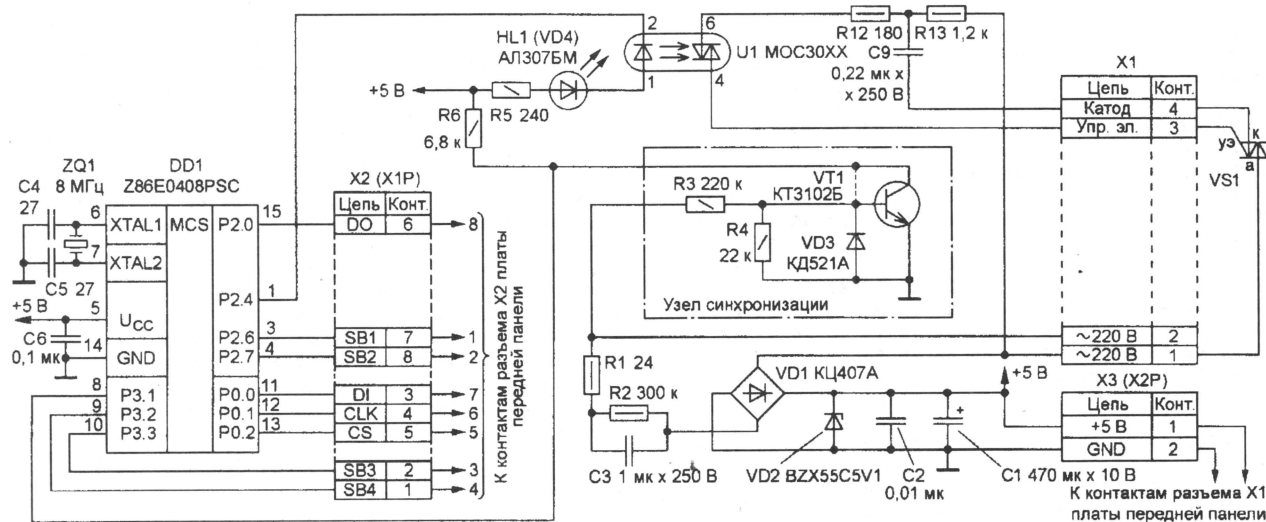 HL1 (VD4)
АЛ307БМ
+5 В
R5 240
R6
6,8 к
2
6
1
4
U1 MOC30XX
R12 180
R13 1,2 к
C9
0,22 мк х
х 250 В
X1
Цепь
Конт.
Катод
4
Упр. эл.
3
~220 В
2
~220 В
1
к
уэ
а
VS1
ZQ1
8 МГц
C4
27
C5 27
+5 В
C6
0,1 мк
DD1
Z86E0408PSC
MCS
6
XTAL1
7
XTAL2
5
UCC
14
GND
8
P3.1
9
P3.2
10
P3.3
P2.0
15
P2.4
1
P2.6
3
P2.7
4
P0.0
11
P0.1
12
P0.2
13
X2 (X1P)
Цепь
Конт.
DO
6
8
SB1
7
1
SB2
8
2
DI
3
7
CLK
4
6
CS
5
5
SB3
2
3
SB4
1
4
К контактам разъема X2 платы
передней панели
R3 220 к
R4
22 к
VT1
КТ3102Б
VD3
КД521А
Узел синхронизации
R1 24
R2 300 к
C3 1 мк х 250 В
VD1 КЦ407А
VD2 BZX55C5V1
C2
0,01 мк
+
C1 470 мк х 10 В
+5 В
X3 (X2P)
Цепь
Конт.
+5 В
1
GND
2
К контактам разъема X1
платы передней панели